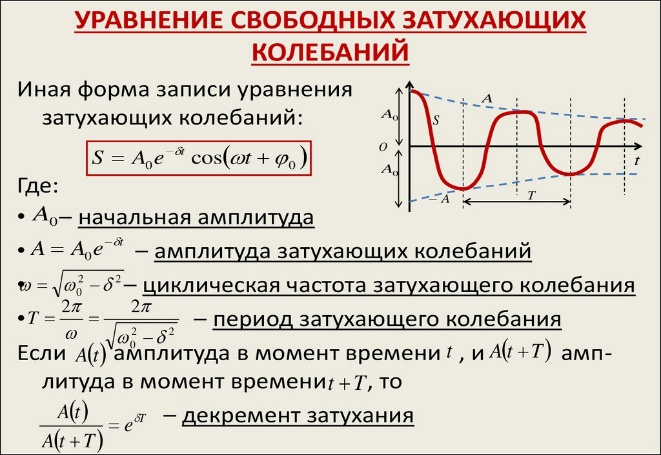 УРАВНЕНИЕ СВОБОДНЫХ ЗАТУХАЮЩИХ
КОЛЕБАНИЙ
Иная форма записи уравнения
затухающих колебаний:
S = A₀e^(−δt) cos(ωt + φ₀)
Где:
• A₀ – начальная амплитуда
• A = A₀e^(−δt) – амплитуда затухающих колебаний
• ω = √(ω₀² − δ²) – циклическая частота затухающего колебания
• T = 2π/ω = 2π/√(ω₀² − δ²) – период затухающего колебания
Если A(t) амплитуда в момент времени t , и A(t + T) амп-
литуда в момент времени t + T, то
A(t)/A(t + T) = e^(δT) – декремент затухания
A₀
S
A
O
t
A₀
− A
T